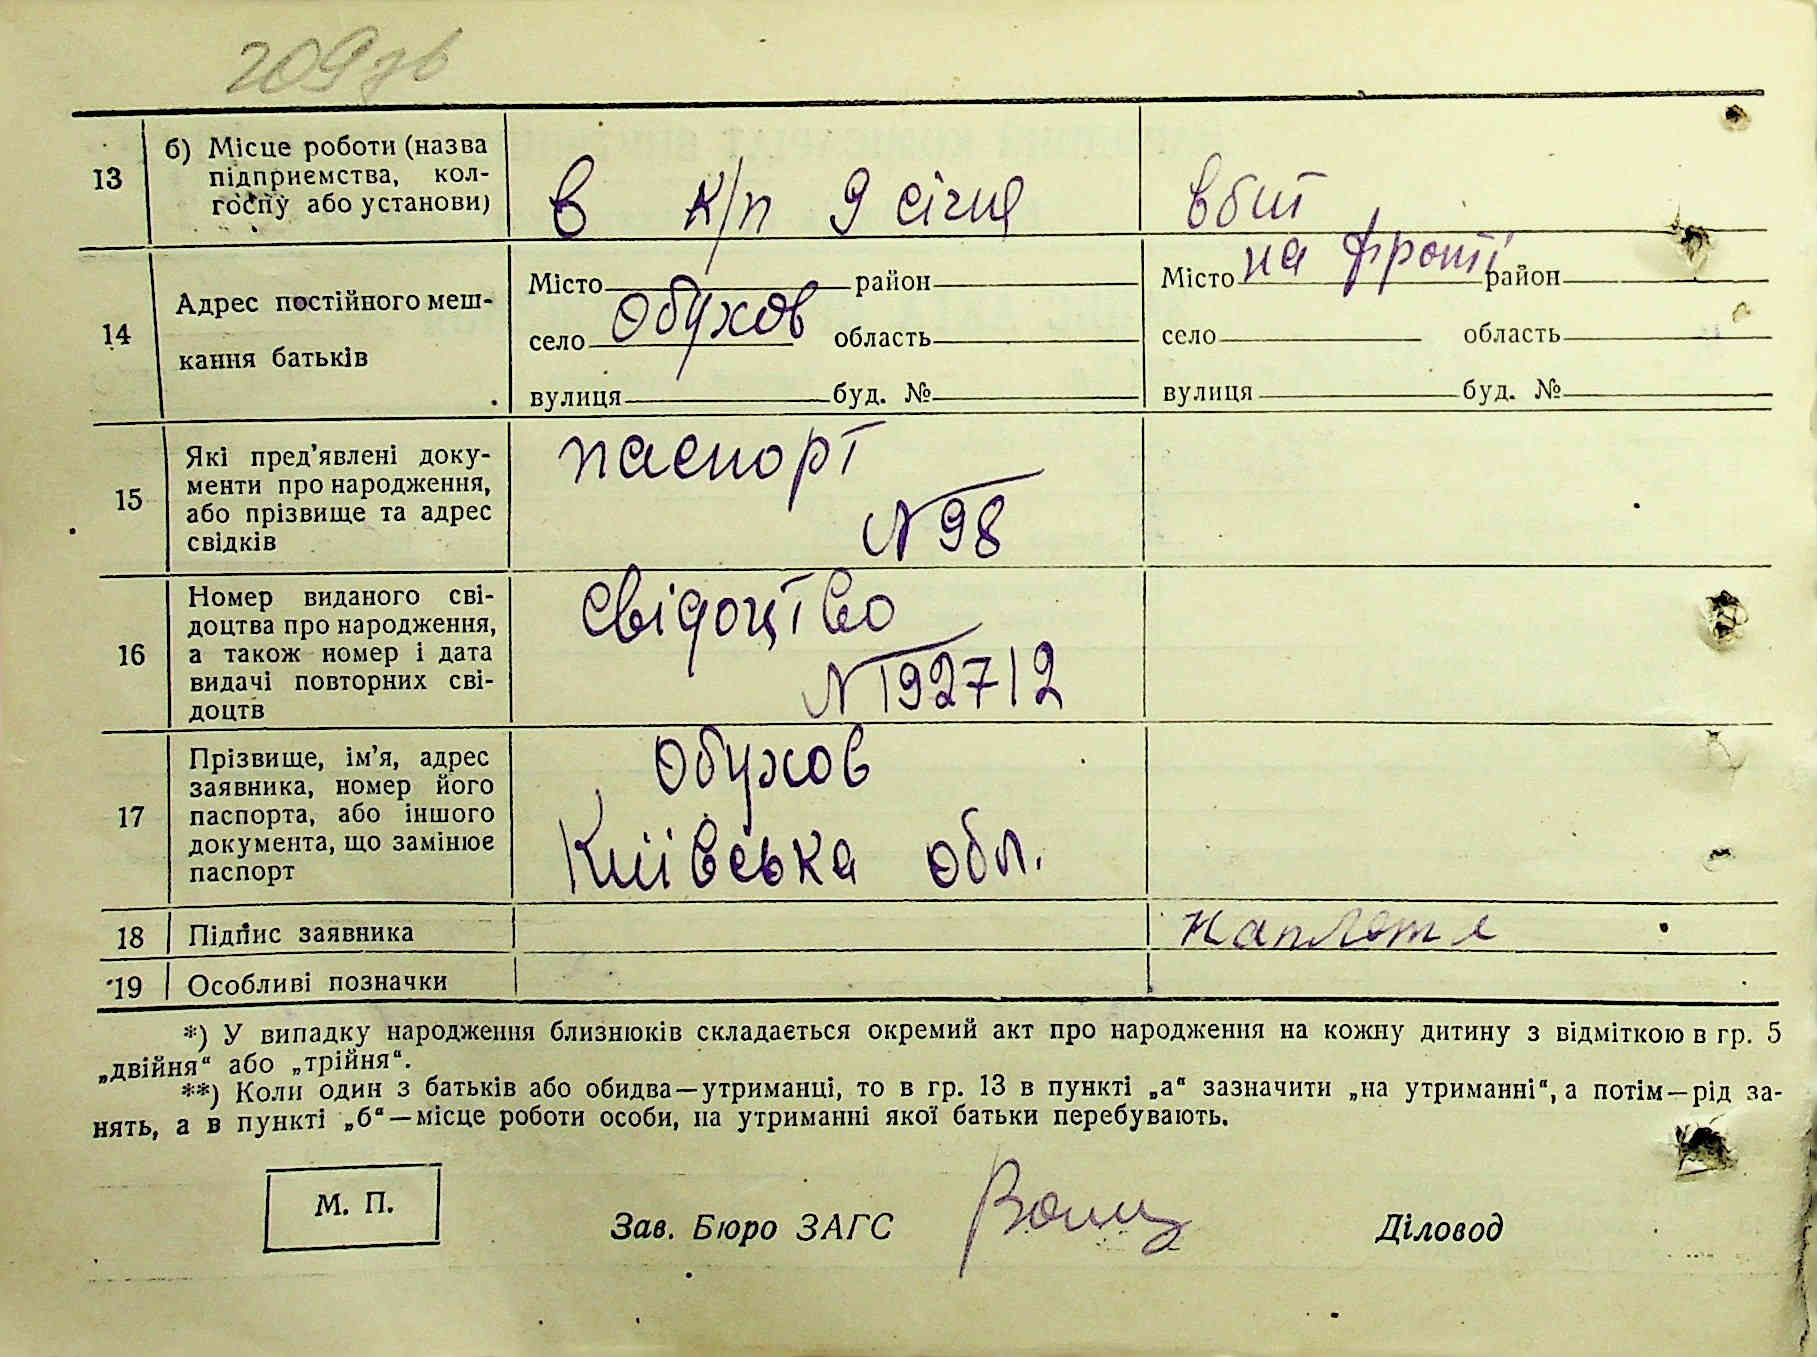 209 зв
13 б) Місце роботи (назва
підприємства, кол-
госпу або установи)
в к/п 9 січня
вбит
на фронті
14 Адрес постійного меш-
кання батьків
Місто район
село Обухов область
вулиця буд. №
Місто район
село область
вулиця буд. №
15 Які пред'явлені доку-
менти про народження,
або прізвище та адрес
свідків
паспорт
№ 98
16 Номер виданого сві-
доцтва про народження,
а також номер і дата
видачі повторних сві-
доцтв
свідоцтво
№ 192712
17 Прізвище, ім'я, адрес
заявника, номер його
паспорта, або іншого
документа, що замінює
паспорт
Обухов
Київська обл.
18 Підпис заявника
19 Особливі позначки
*) У випадку народження близнюків складається окремий акт про народження на кожну дитину з відміткою в гр. 5
„двійня“ або „трійня“.
**) Коли один з батьків або обидва—утриманці, то в гр. 13 в пункті „а“ зазначити „на утриманні“, а потім—рід за-
нять, а в пункті „б“—місце роботи особи, на утриманні якої батьки перебувають.
М. П.
Зав. Бюро ЗАГС Діловод